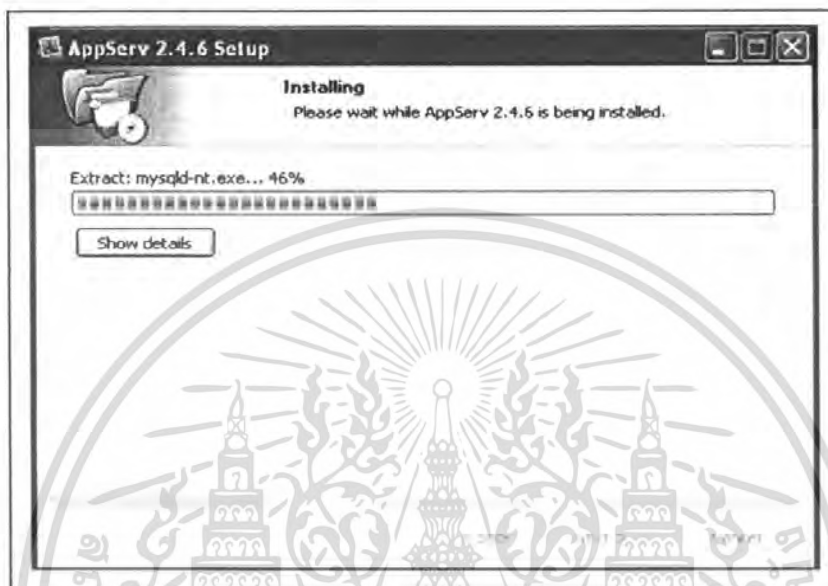 AppServ 2.4.6 Setup
Installing
Please wait while AppServ 2.4.6 is being installed.
Extract: mysqld-nt.exe... 46%
Show details
Cancel